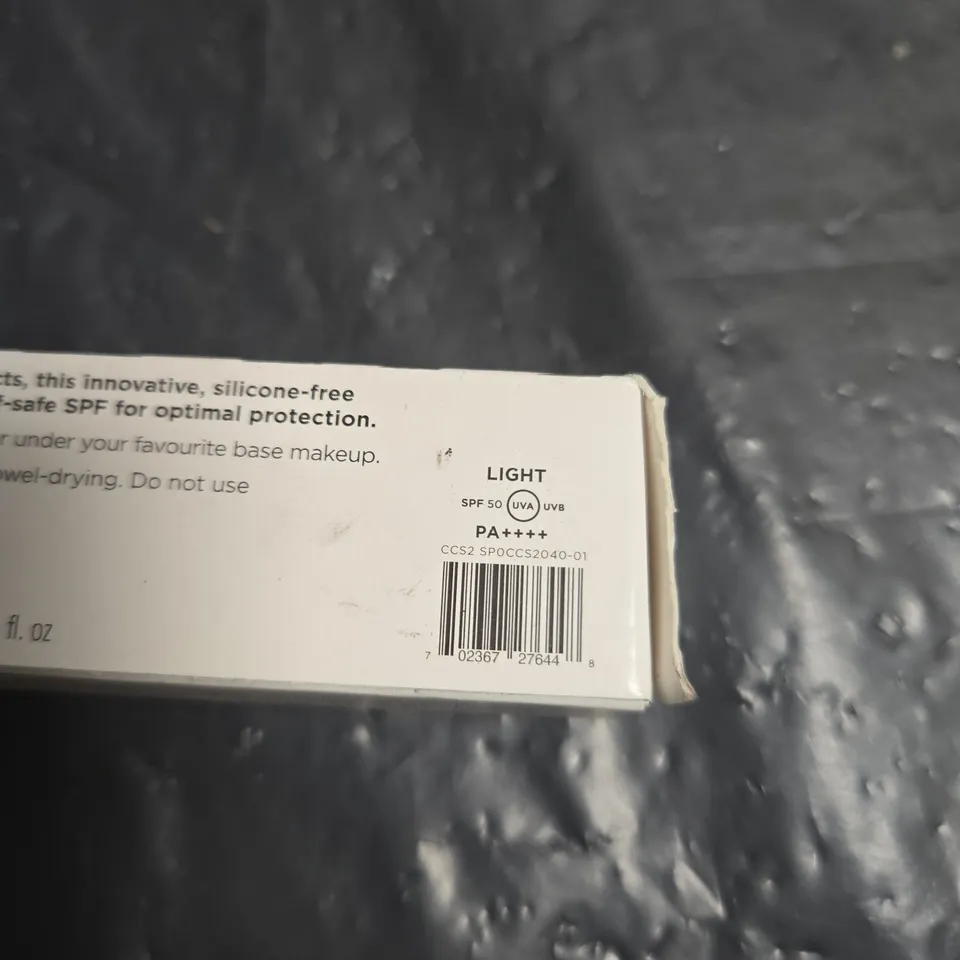 cts, this innovative, silicone-free
f-safe SPF for optimal protection.
r under your favourite base makeup.
owel-drying. Do not use
fl. oz
LIGHT
SPF 50 UVA UVB
PA++++
CCS2 SP0CCS2040-01
7 02367 27644 8